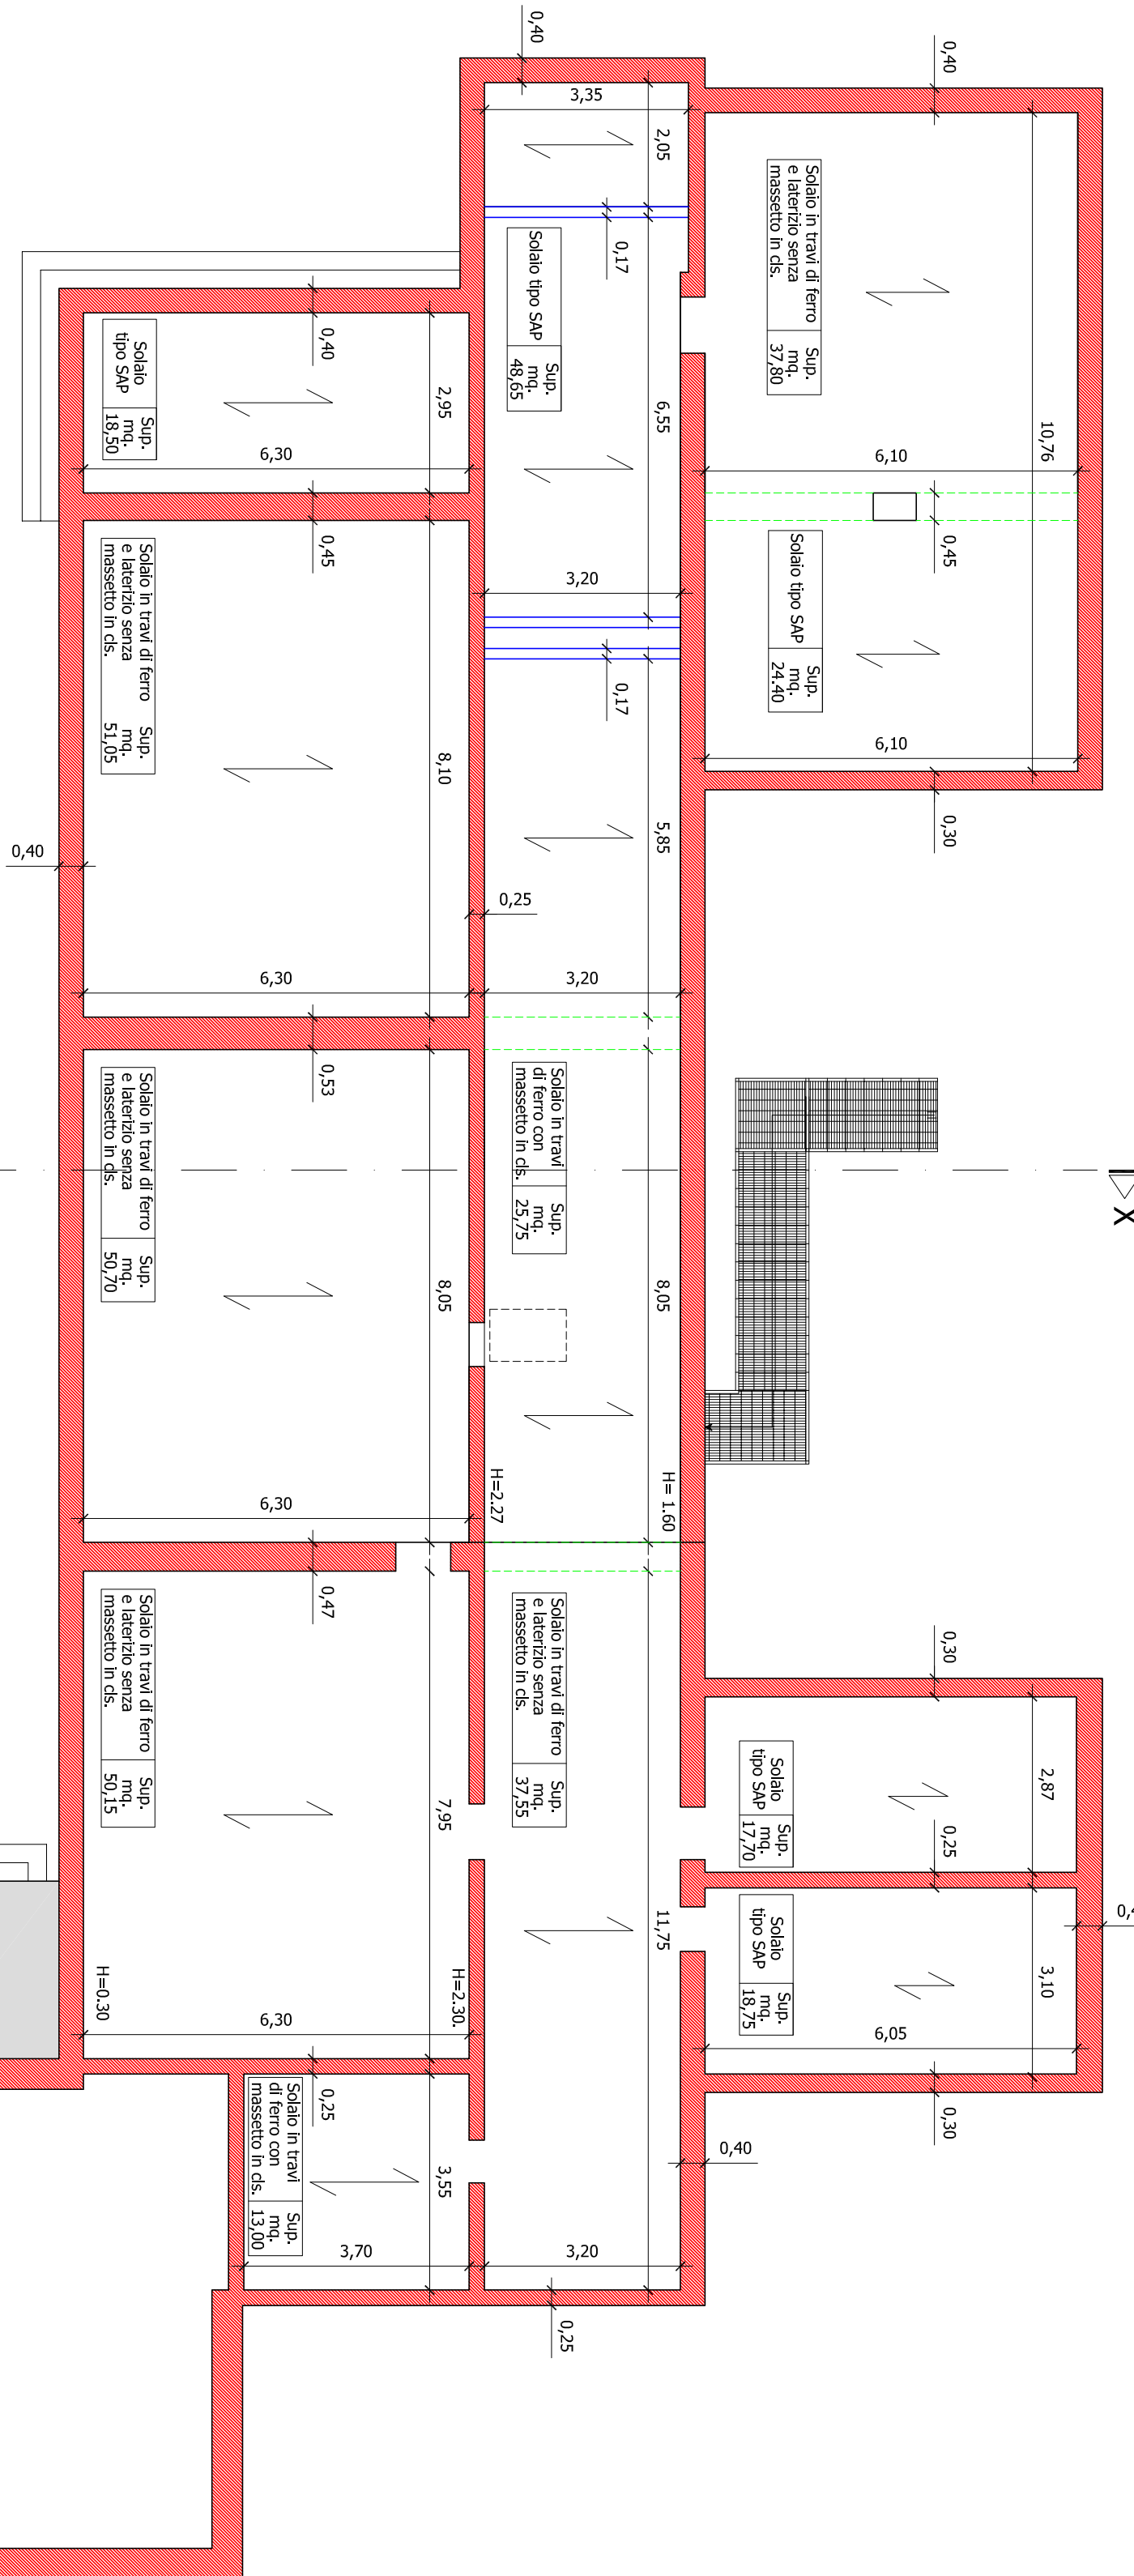 0,40
0,40
3,35
2,05
10,76
Solaio in travi di ferro
e laterizio senza
massetto in cls.
Sup.
mq.
37,80
0,17
Solaio tipo SAP
Sup.
mq.
48,65
6,55
6,10
0,45
0,40
2,95
Solaio
tipo SAP
Sup.
mq.
18,50
6,30
0,45
Solaio tipo SAP
Sup.
mq.
24.40
3,20
0,17
6,10
0,30
Solaio in travi di ferro
e laterizio senza
massetto in cls.
Sup.
mq.
51,05
8,10
5,85
0,40
0,25
6,30
3,20
0,53
Solaio in travi di ferro
e laterizio senza
massetto in cls.
Sup.
mq.
50,70
Solaio in travi
di ferro con
massetto in cls.
Sup.
mq.
25,75
X
8,05
8,05
H=2.27
H= 1.60
6,30
0,47
Solaio in travi di ferro
e laterizio senza
massetto in cls.
Sup.
mq.
50,15
Solaio in travi di ferro
e laterizio senza
massetto in cls.
Sup.
mq.
37,55
0,30
2,87
Solaio
tipo SAP
Sup.
mq.
17,70
0,25
7,95
11,75
Solaio
tipo SAP
Sup.
mq.
18,75
3,10
H=0.30
H=2.30.
6,30
6,05
0,25
0,30
0,40
Solaio in travi
di ferro con
massetto in cls.
Sup.
mq.
13,00
3,55
3,70
3,20
0,25